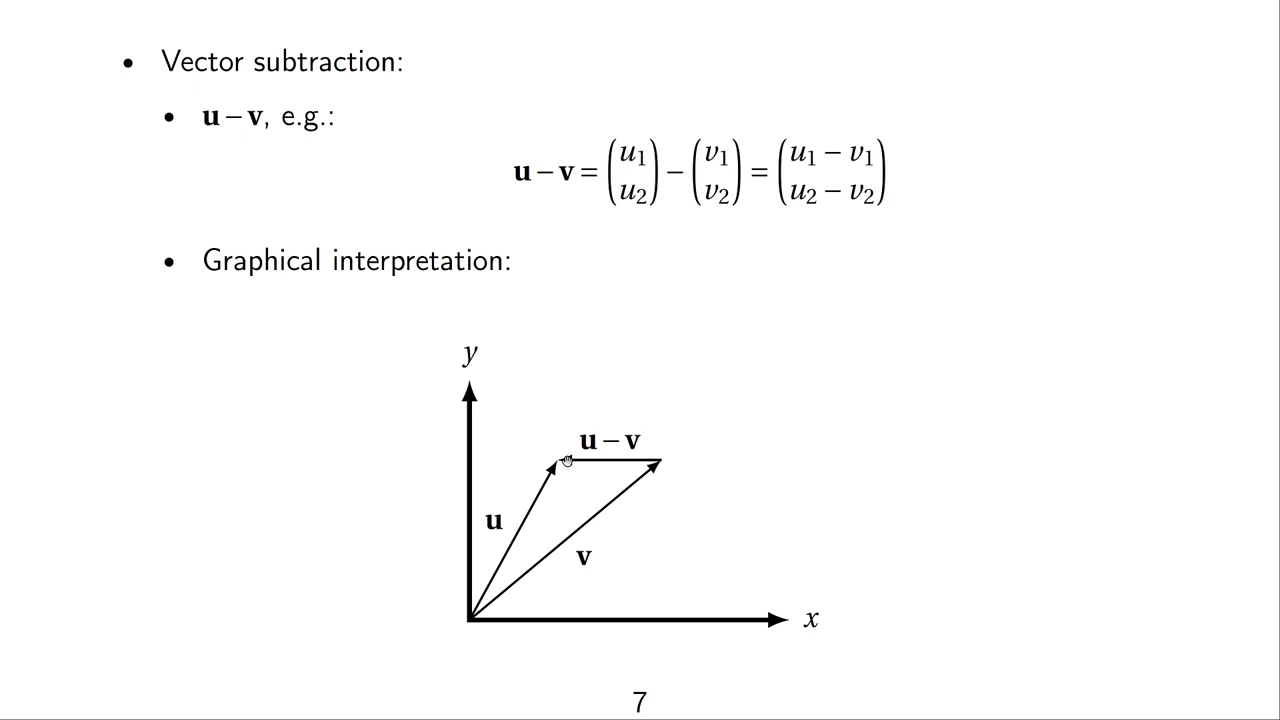 • Vector subtraction:
• u − v, e.g.:
u − v = (u₁ u₂) − (v₁ v₂) = (u₁ − v₁ u₂ − v₂)
• Graphical interpretation:
y
u − v
u
v
x
7